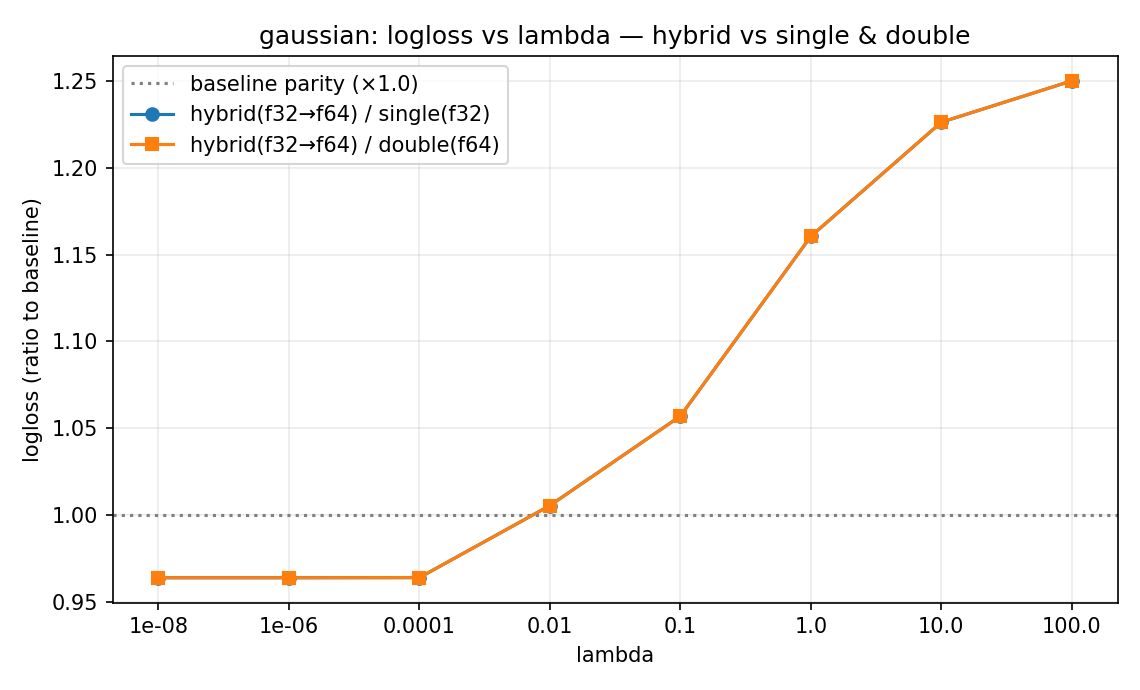 gaussian: logloss vs lambda — hybrid vs single & double
baseline parity (×1.0)
hybrid(f32→f64) / single(f32)
hybrid(f32→f64) / double(f64)
logloss (ratio to baseline)
1.25
1.20
1.15
1.10
1.05
1.00
0.95
1e-08 1e-06 0.0001 0.01 0.1 1.0 10.0 100.0
lambda